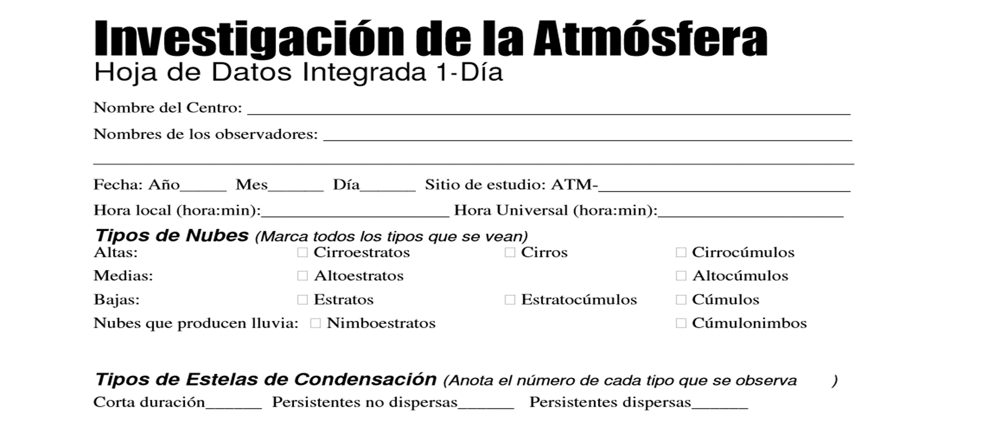 Investigación de la Atmósfera
Hoja de Datos Integrada 1-Día
Nombre del Centro: ____________________
Nombres de los observadores: ____________________
____________________
Fecha: Año_____ Mes______ Día______ Sitio de estudio: ATM-____________________
Hora local (hora:min):____________________ Hora Universal (hora:min):____________________
Tipos de Nubes (Marca todos los tipos que se vean)
Altas: □ Cirroestratos □ Cirros □ Cirrocúmulos
Medias: □ Altoestratos □ Altocúmulos
Bajas: □ Estratos □ Estratocúmulos □ Cúmulos
Nubes que producen lluvia: □ Nimboestratos □ Cúmulonimbos
Tipos de Estelas de Condensación (Anota el número de cada tipo que se observa )
Corta duración______ Persistentes no dispersas______ Persistentes dispersas______